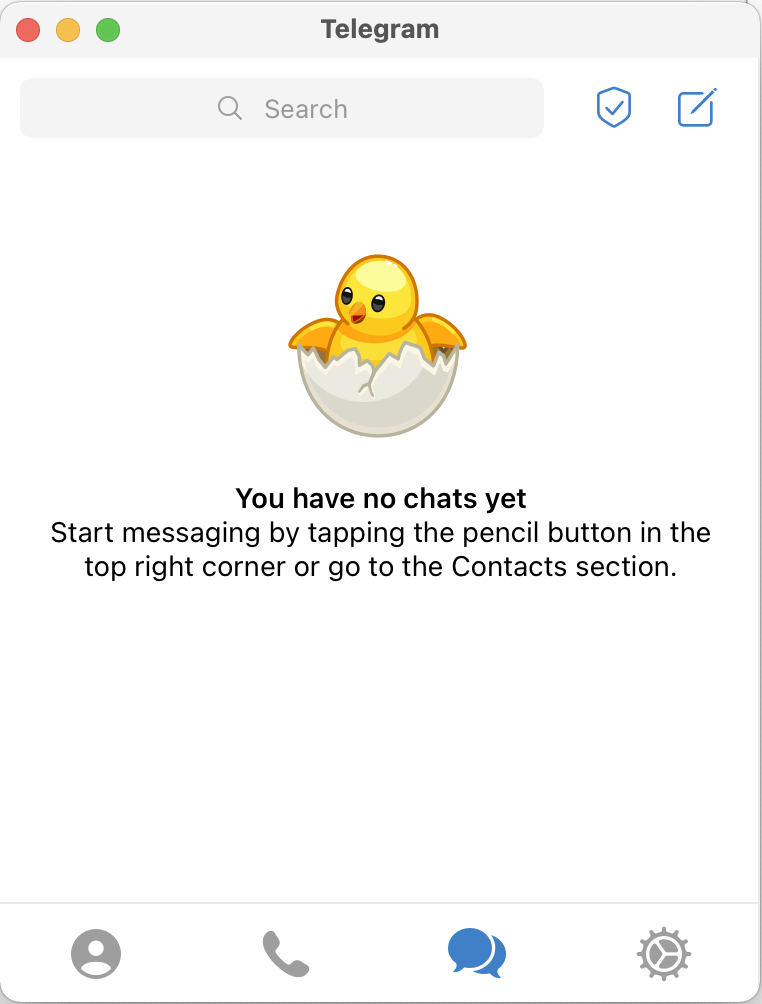 Telegram
Search
You have no chats yet
Start messaging by tapping the pencil button in the
top right corner or go to the Contacts section.